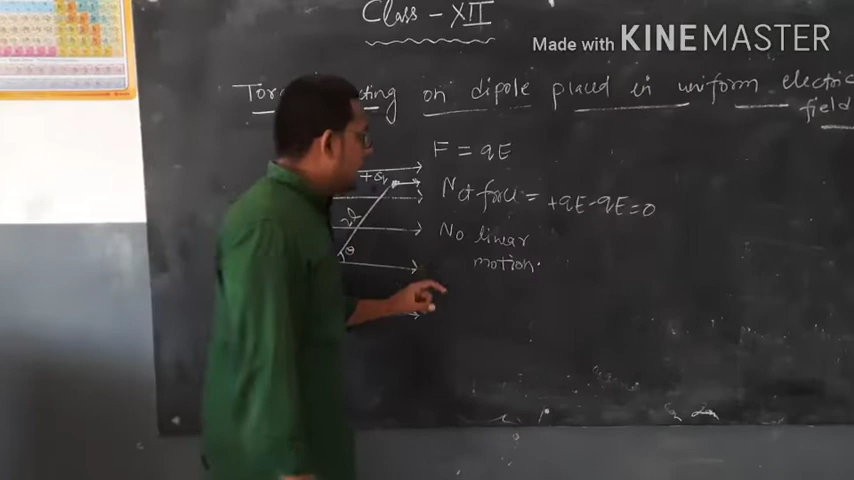 Class - XII
Made with KINEMASTER
on dipole placed in uniform electric
field
F = qE
+q
Net force = +qE-qE=0
θ
No linear
motion.